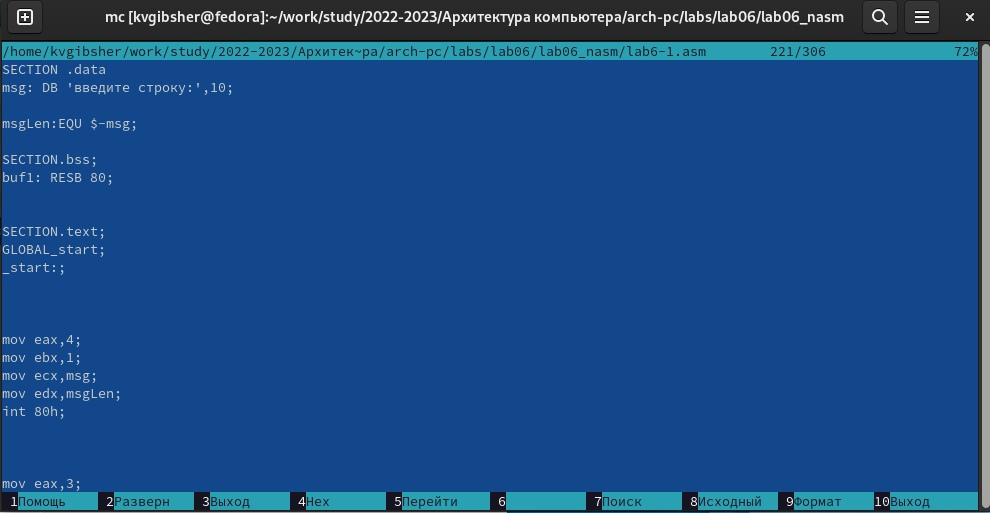 mc [kvgibsher@fedora]:~/work/study/2022-2023/Архитектура компьютера/arch-pc/labs/lab06/lab06_nasm
/home/kvgibsher/work/study/2022-2023/Архитек~ра/arch-pc/labs/lab06/lab06_nasm/lab6-1.asm 221/306 72%
SECTION .data
msg: DB 'введите строку:',10;
msgLen:EQU $-msg;
SECTION.bss;
buf1: RESB 80;
SECTION.text;
GLOBAL_start;
_start:;
mov eax,4;
mov ebx,1;
mov ecx,msg;
mov edx,msgLen;
int 80h;
mov eax,3;
1Помощь 2Разверн 3Выход 4Hex 5Перейти 6 7Поиск 8Исходный 9Формат 10Выход